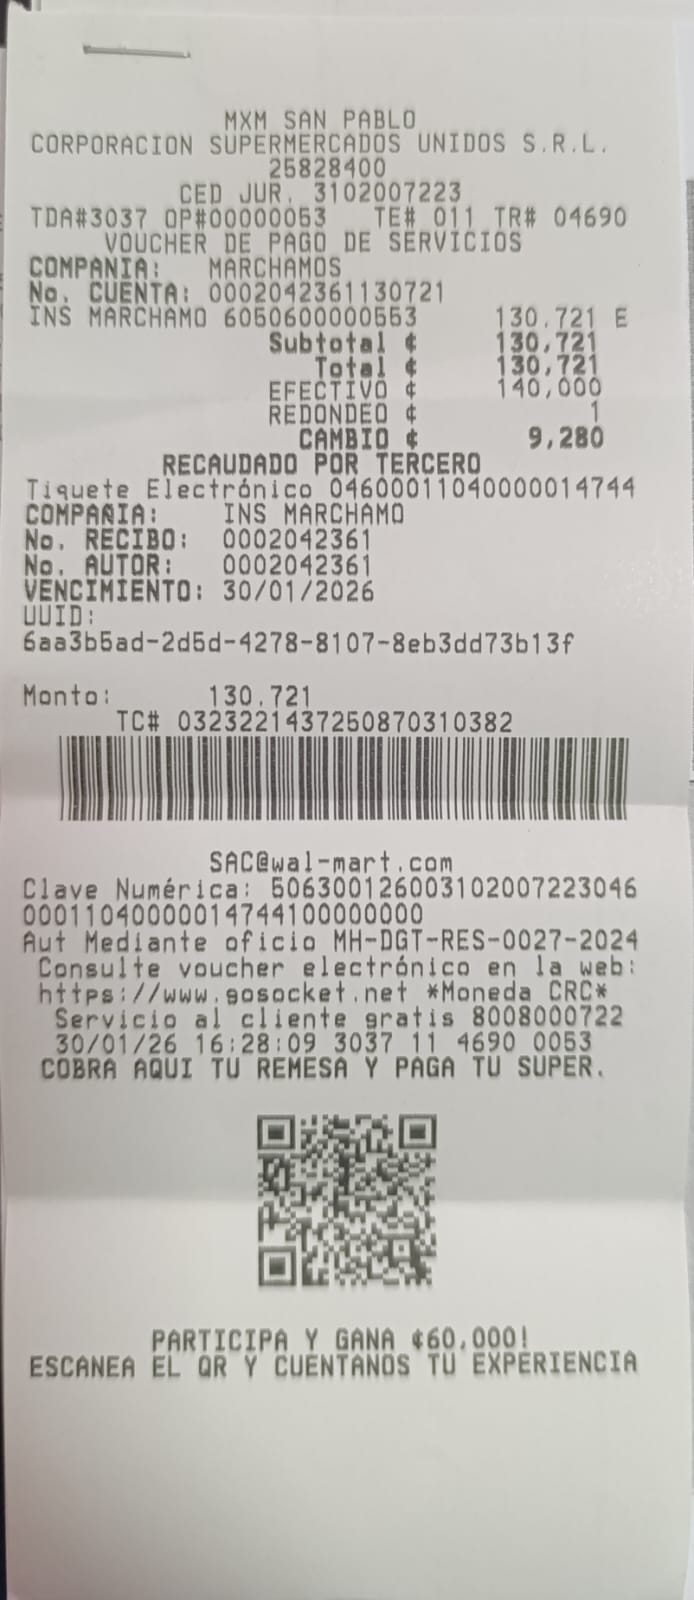 MXM SAN PABLO
CORPORACION SUPERMERCADOS UNIDOS S.R.L.
25828400
CED JUR. 3102007223
TDA#3037 OP#00000053 TE# 011 TR# 04690
VOUCHER DE PAGO DE SERVICIOS
COMPANIA: MARCHAMOS
No. CUENTA: 0002042361130721
INS MARCHAMO 6050600000553 130,721 E
Subtotal ¢ 130,721
Total ¢ 130,721
EFECTIVO ¢ 140,000
REDONDEO ¢ 1
CAMBIO ¢ 9,280
RECAUDADO POR TERCERO
Tiquete Electrónico 04600011040000014744
COMPAÑIA: INS MARCHAMO
No. RECIBO: 0002042361
No. AUTOR: 0002042361
VENCIMIENTO: 30/01/2026
UUID:
6aa3b5ad-2d5d-4278-8107-8eb3dd73b13f
Monto: 130,721
TC# 0323221437250870310382
SAC@wal-mart.com
Clave Numérica: 506300126003102007223046
00011040000014744100000000
Aut Mediante oficio MH-DGT-RES-0027-2024
Consulte voucher electrónico en la web:
https://www.gosocket.net *Moneda CRC*
Servicio al cliente gratis 8008000722
30/01/26 16:28:09 3037 11 4690 0053
COBRA AQUI TU REMESA Y PAGA TU SUPER.
PARTICIPA Y GANA ¢60,000!
ESCANEA EL QR Y CUENTANOS TU EXPERIENCIA